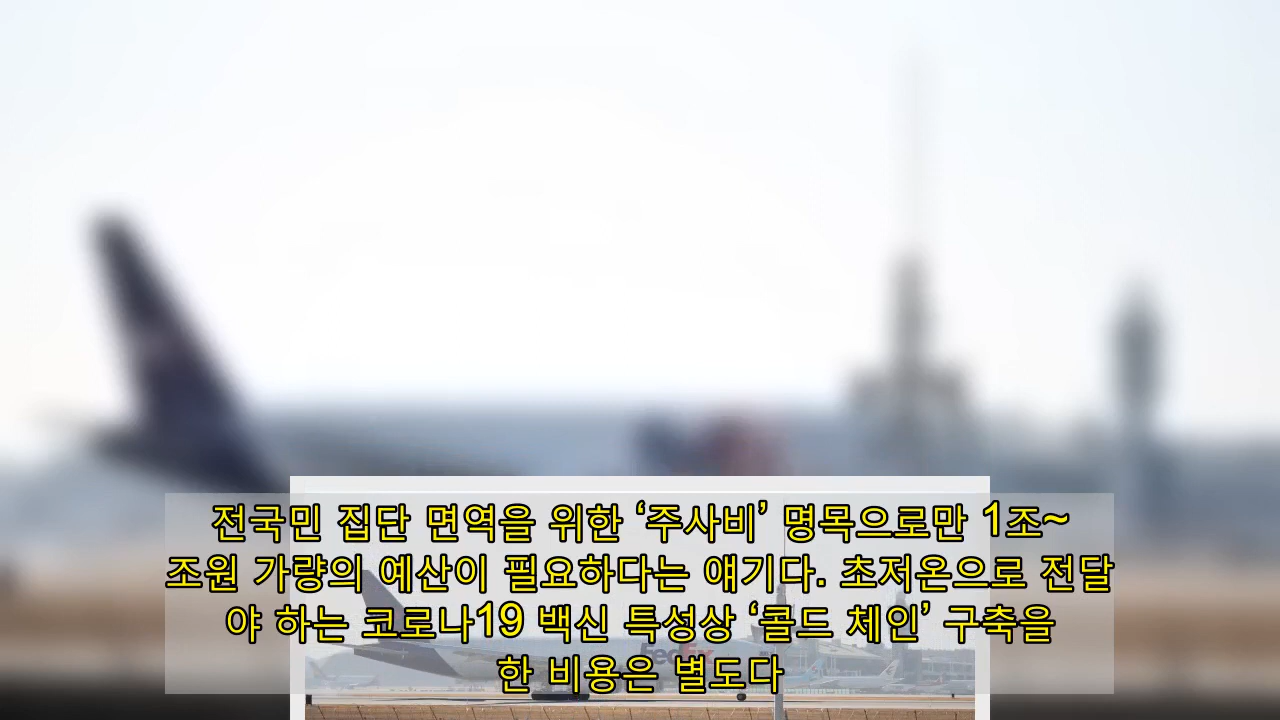 전국민 집단 면역을 위한 ‘주사비’ 명목으로만 1조~
조원 가량의 예산이 필요하다는 얘기다. 초저온으로 전달
야 하는 코로나19 백신 특성상 ‘콜드 체인’ 구축을
한 비용은 별도다
FedEx